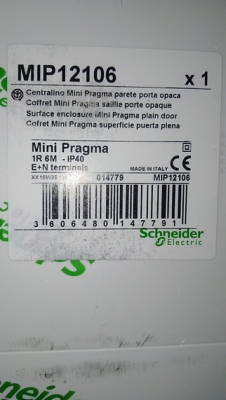 MIP12106 x 1
Centralino Mini Pragma parete porta opaca
Coffret Mini Pragma saillie porte opaque
Surface enclosure Mini Pragma plain door
Cofret Mini Pragma superficie puerta plena
Mini Pragma
1R 6M - IP40
E+N terminals
CE
MADE IN ITALY
014779 MIP12106
3 606480 147791
Schneider
Electric
Schneider